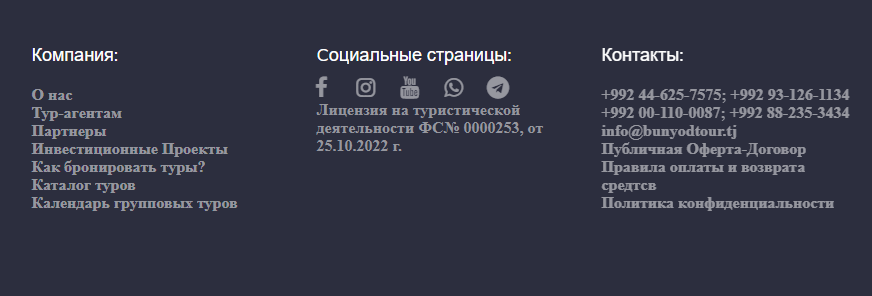 Компания:
О нас
Тур-агентам
Партнеры
Инвестиционные Проекты
Как бронировать туры?
Каталог туров
Календарь групповых туров
Социальные страницы:
You
Tube
Лицензия на туристической
деятельности ФС№ 0000253, от
25.10.2022 г.
Контакты:
+992 44-625-7575; +992 93-126-1134
+992 00-110-0087; +992 88-235-3434
info@bunyodtour.tj
Публичная Оферта-Договор
Правила оплаты и возврата
средтсв
Политика конфиденциальности